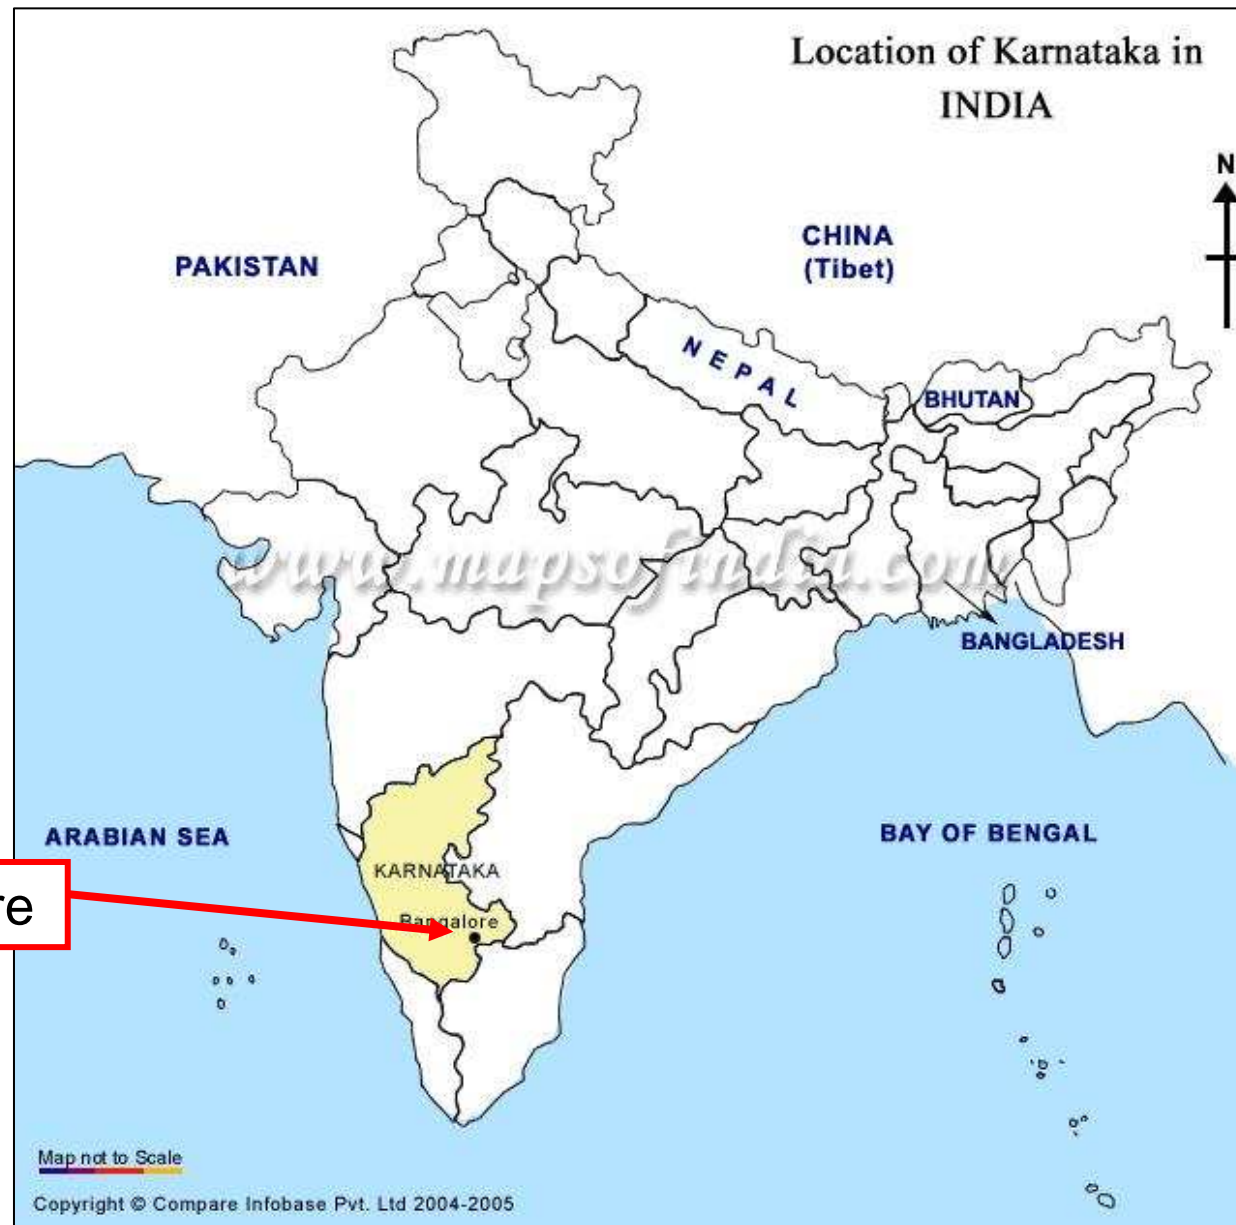 Location of Karnataka in
INDIA
N
CHINA
(Tibet)
PAKISTAN
NEPAL
BHUTAN
www.mapsofindia.com
BANGLADESH
ARABIAN SEA
BAY OF BENGAL
KARNATAKA
re
Bangalore
Map not to Scale
Copyright © Compare Infobase Pvt. Ltd 2004-2005